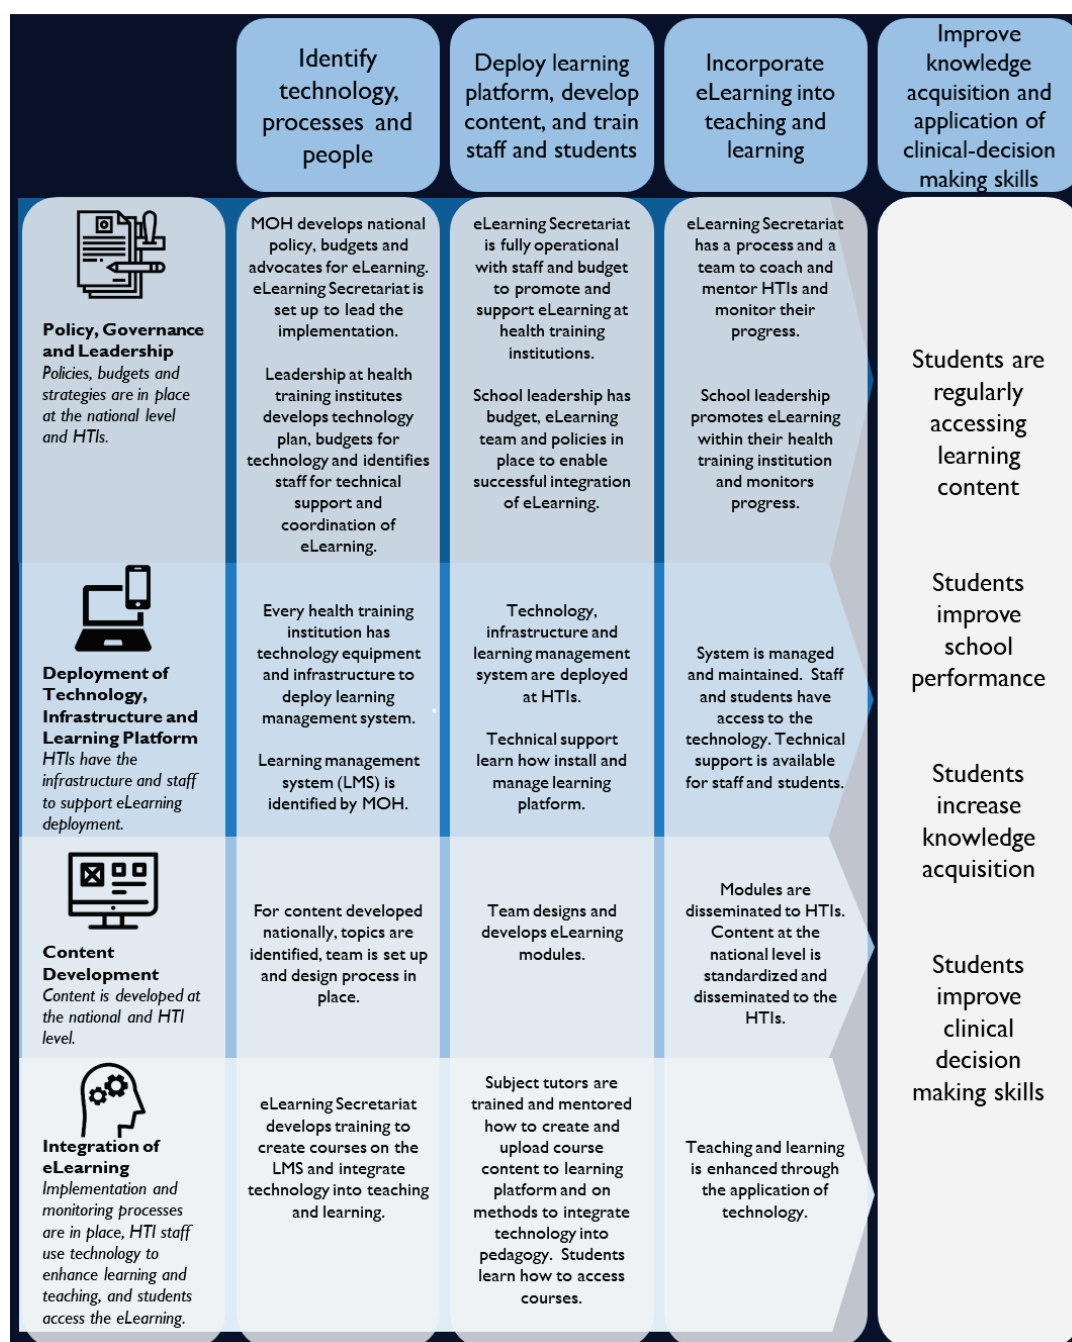 Identify
technology,
processes and
people
Deploy learning
platform, develop
content, and train
staff and students
Incorporate
eLearning into
teaching and
learning
Improve
knowledge
acquisition and
application of
clinical-decision
making skills
Policy, Governance
and Leadership
Policies, budgets and
strategies are in place
at the national level
and HTIs.
MOH develops national
policy, budgets and
advocates for eLearning.
eLearning Secretariat is
set up to lead the
implementation.
Leadership at health
training institutes
develops technology
plan, budgets for
technology and identifies
staff for technical
support and
coordination of
eLearning.
eLearning Secretariat
is fully operational
with staff and budget
to promote and
support eLearning at
health training
institutions.
School leadership has
budget, eLearning
team and policies in
place to enable
successful integration
of eLearning.
eLearning Secretariat
has a process and a
team to coach and
mentor HTIs and
monitor their
progress.
School leadership
promotes eLearning
within their health
training institution
and monitors
progress.
Deployment of
Technology,
Infrastructure and
Learning Platform
HTIs have the
infrastructure and staff
to support eLearning
deployment.
Every health training
institution has
technology equipment
and infrastructure to
deploy learning
management system.
Learning management
system (LMS) is
identified by MOH.
Technology,
infrastructure and
learning management
system are deployed
at HTIs.
Technical support
learn how install and
manage learning
platform.
System is managed
and maintained. Staff
and students have
access to the
technology. Technical
support is available
for staff and students.
Content
Development
Content is developed at
the national and HTI
level.
For content developed
nationally, topics are
identified, team is set up
and design process in
place.
Team designs and
develops eLearning
modules.
Modules are
disseminated to HTIs.
Content at the
national level is
standardized and
disseminated to the
HTIs.
Integration of
eLearning
Implementation and
monitoring processes
are in place, HTI staff
use technology to
enhance learning and
teaching, and students
access the eLearning.
eLearning Secretariat
develops training to
create courses on the
LMS and integrate
technology into teaching
and learning.
Subject tutors are
trained and mentored
how to create and
upload course
content to learning
platform and on
methods to integrate
technology into
pedagogy. Students
learn how to access
courses.
Teaching and learning
is enhanced through
the application of
technology.
Students are
regularly
accessing
learning
content
Students
improve
school
performance
Students
increase
knowledge
acquisition
Students
improve
clinical
decision
making skills